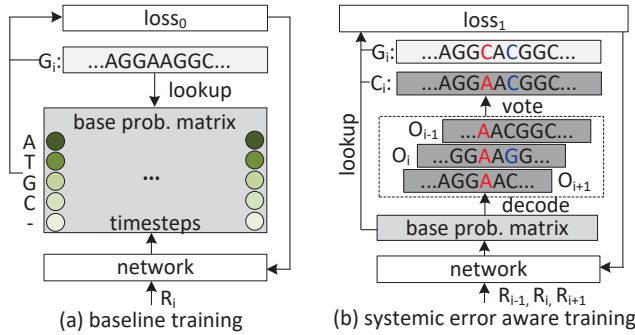 loss0
Gi: ...AGGAAGGC...
lookup
base prob. matrix
A
T
G
C
-
...
timesteps
network
Ri
(a) baseline training
loss1
Gi: ...AGGCACGGC...
Ci: ...AGGAACGGC...
vote
lookup
Oi-1 ...AACGGC...
Oi ...GGAAGG...
...AGGAAC... Oi+1
decode
base prob. matrix
network
Ri-1, Ri, Ri+1
(b) systemic error aware training